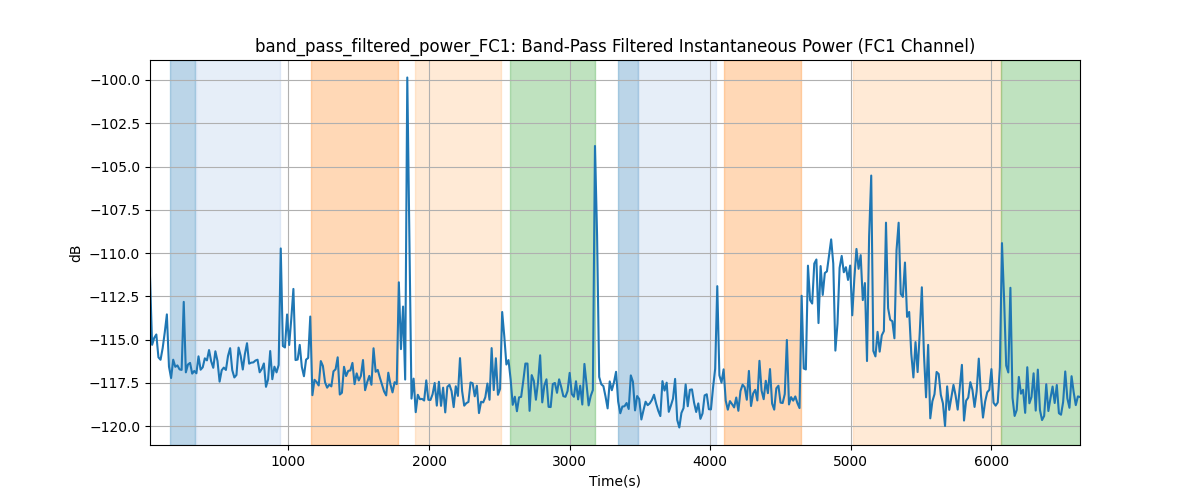 band_pass_filtered_power_FC1: Band-Pass Filtered Instantaneous Power (FC1 Channel)
−100.0
−102.5
−105.0
−107.5
−110.0
−112.5
−115.0
−117.5
−120.0
dB
1000 2000 3000 4000 5000 6000
Time(s)